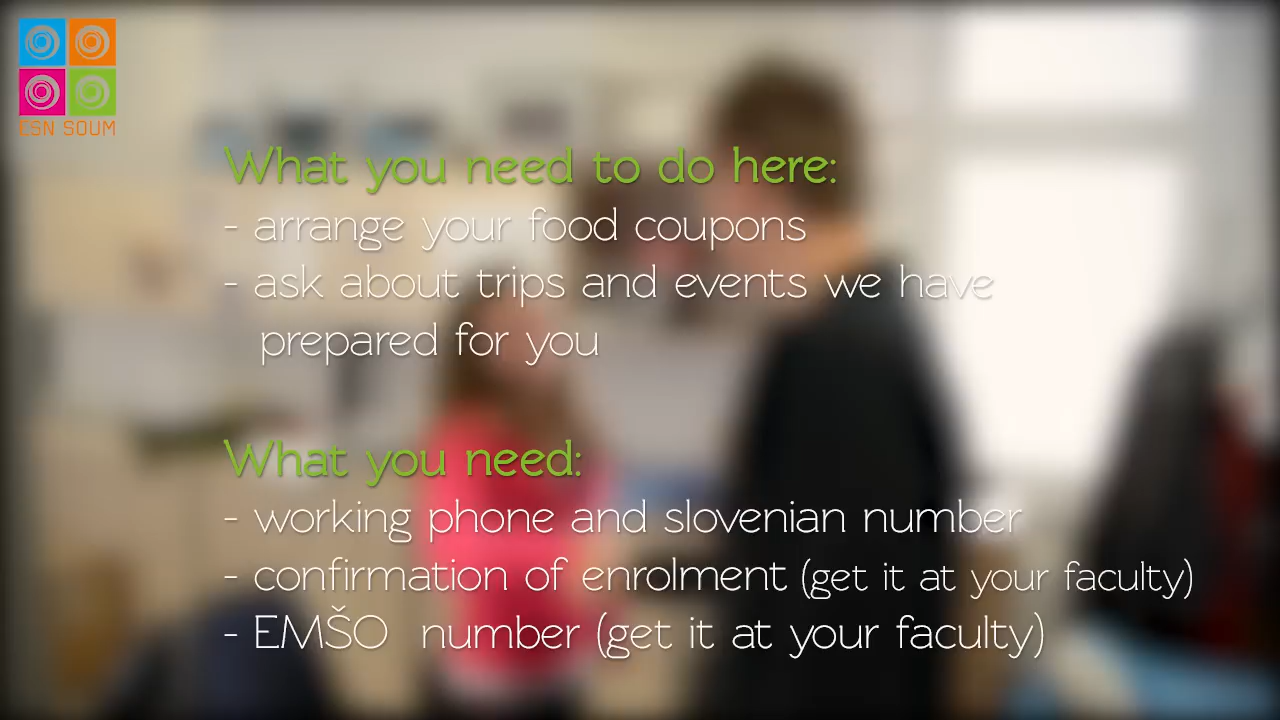 ESN SOUM
What you need to do here:
- arrange your food coupons
- ask about trips and events we have
prepared for you
What you need:
- working phone and slovenian number
- confirmation of enrolment (get it at your faculty)
- EMŠO number (get it at your faculty)